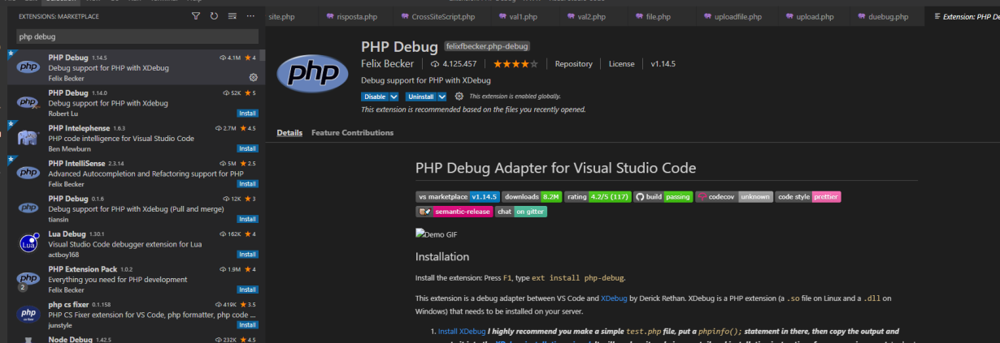 EXTENSIONS: MARKETPLACE
php debug
PHP Debug 1.14.5 4.1M 4
Debug support for PHP with XDebug
Felix Becker
PHP Debug 1.14.0 52K 5
Debug support for PHP with Xdebug
Robert Lu Install
PHP Intelephense 1.6.3 2.7M 4.5
PHP code intelligence for Visual Studio Code
Ben Mewburn Install
PHP IntelliSense 2.3.14 5M 2.5
Advanced Autocompletion and Refactoring support for PHP
Felix Becker Install
PHP Debug 0.1.6 12K 3
Debug support for PHP with Xdebug (Pull and merge)
tiansin Install
Lua Debug 1.30.1 162K 4
Visual Studio Code debugger extension for Lua
actboy168 Install
PHP Extension Pack 1.0.2 1.9M 4
Everything you need for PHP development
Felix Becker Install
php cs fixer 0.1.158 419K 3.5
PHP CS Fixer extension for VS Code, php formatter, php code ...
junstyle Install
Node Debug 1.42.5 232K 4.5
site.php risposta.php CrossSiteScript.php val1.php val2.php file.php uploadfile.php upload.php duebug.php Extension: PHP De
php
PHP Debug felixfbecker.php-debug
Felix Becker 4.125.457 Repository License v1.14.5
Debug support for PHP with XDebug
Disable Uninstall This extension is enabled globally.
This extension is recommended based on the files you recently opened.
Details Feature Contributions
PHP Debug Adapter for Visual Studio Code
vs marketplace v1.14.5 downloads 8.2M rating 4.2/5 (117) build passing codecov unknown code style prettier
semantic-release chat on gitter
Demo GIF
Installation
Install the extension: Press F1, type ext install php-debug.
This extension is a debug adapter between VS Code and XDebug by Derick Rethan. XDebug is a PHP extension (a .so file on Linux and a .dll on
Windows) that needs to be installed on your server.
1. Install XDebug I highly recommend you make a simple test.php file, put a phpinfo(); statement in there, then copy the output and